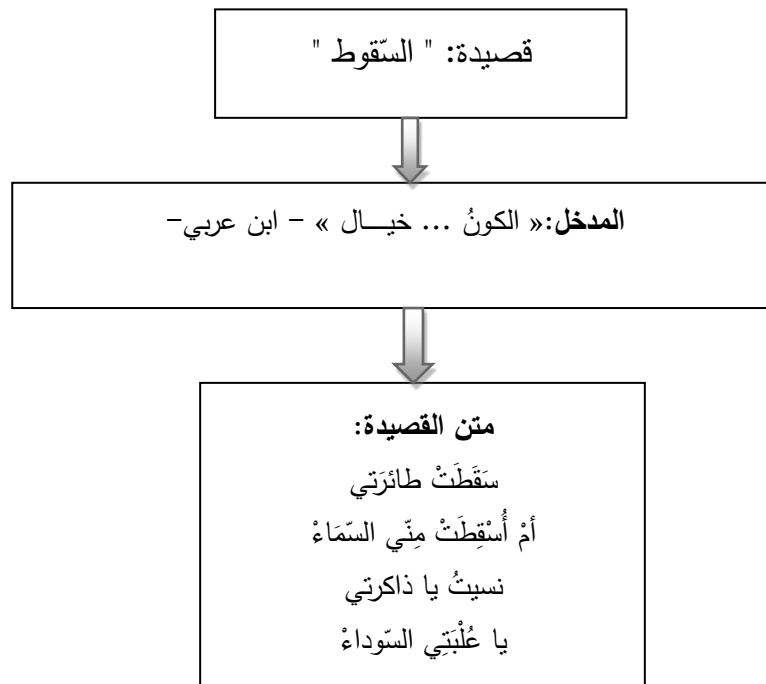 قصيدة: " السّقوط "
المدخل:« الكونُ ... خيـــال » – ابن عربي–
متن القصيدة:
سَقَطَتْ طائرَتي
أمْ أُسْقِطَتْ مِنّي السّمَاءْ
نسيتُ يا ذاكرتي
يا عُلْبَتِي السّوداءْ